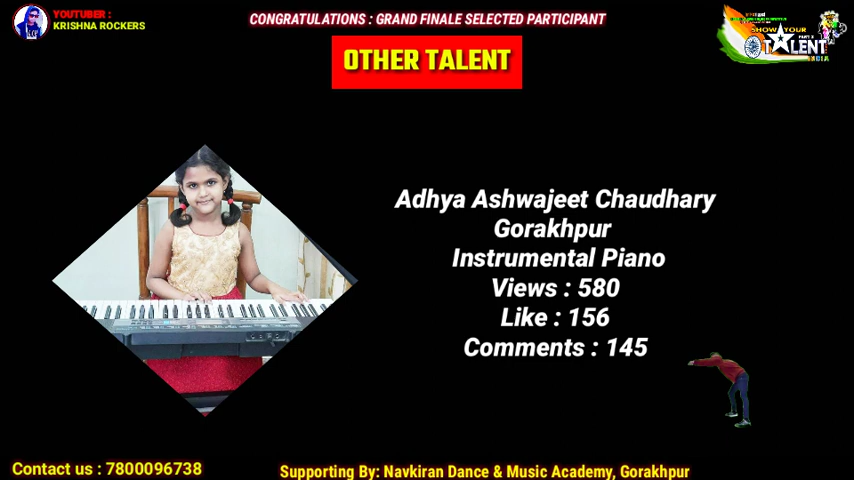 YOUTUBER :
KRISHNA ROCKERS
CONGRATULATIONS : GRAND FINALE SELECTED PARTICIPANT
OTHER TALENT
SHOW YOUR
TALENT
INDIA
Adhya Ashwajeet Chaudhary
Gorakhpur
Instrumental Piano
Views : 580
Like : 156
Comments : 145
Contact us : 7800096738
Supporting By: Navkiran Dance & Music Academy, Gorakhpur